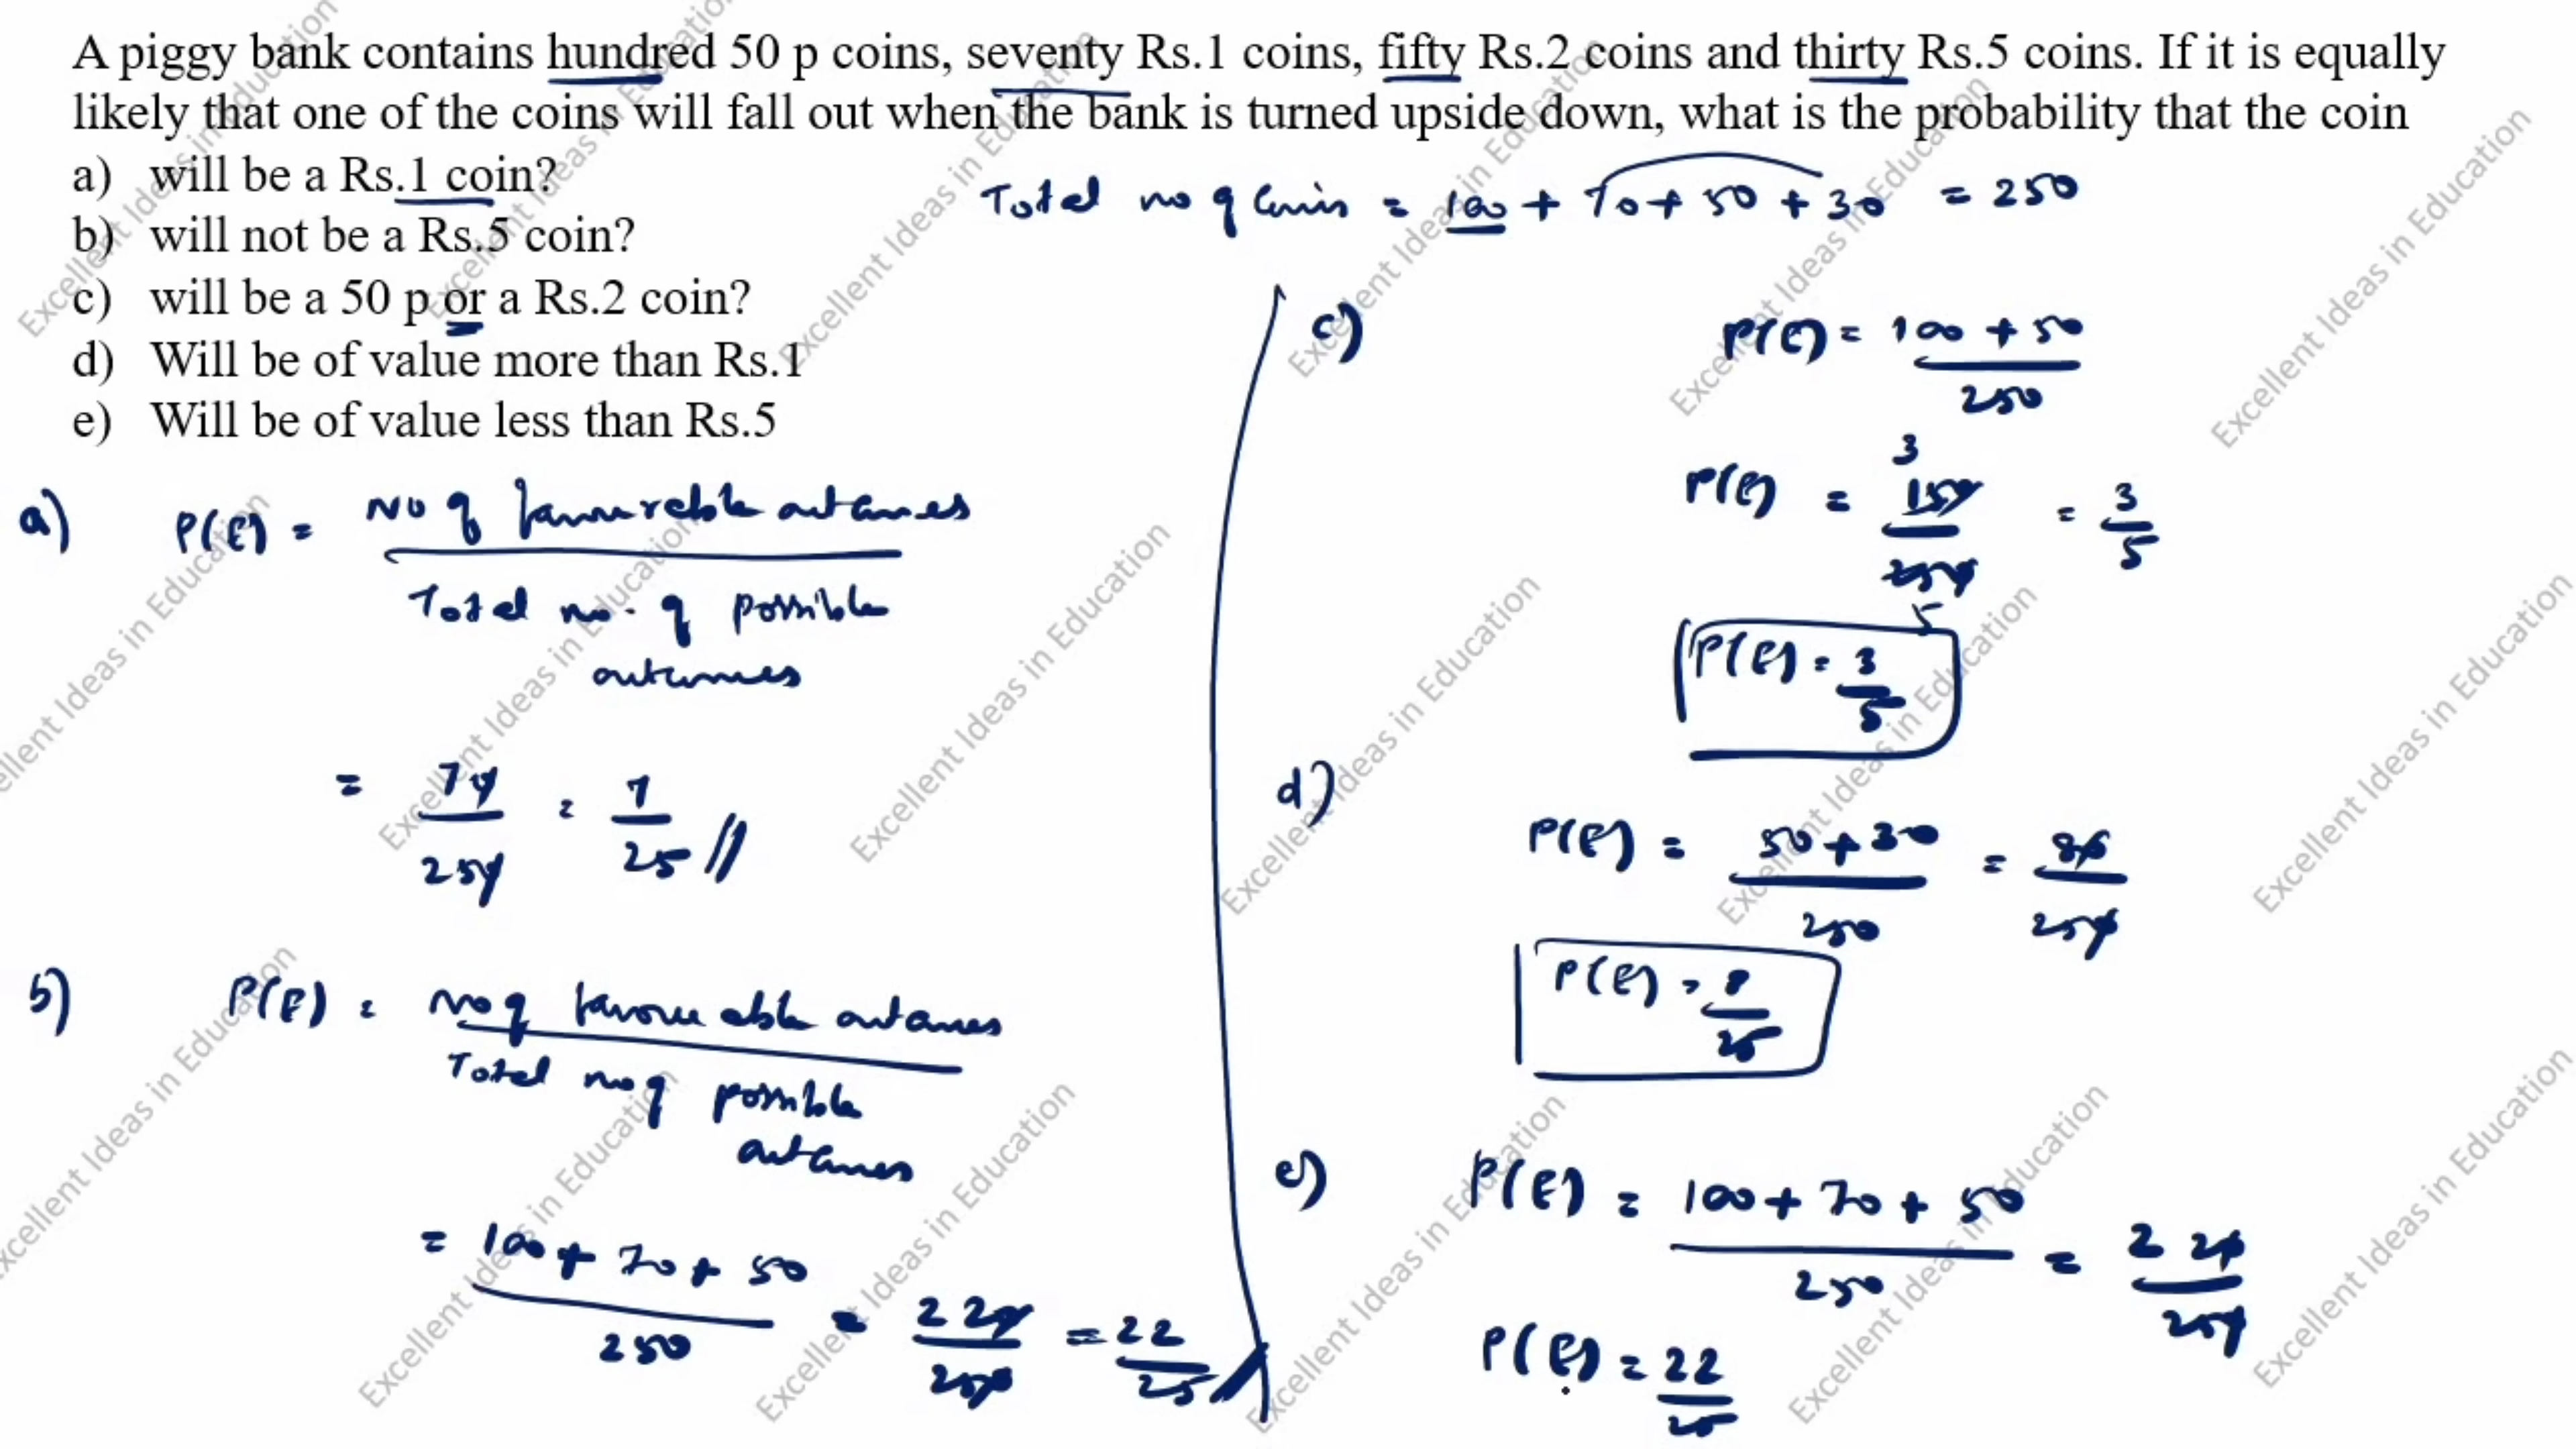 A piggy bank contains hundred 50 p coins, seventy Rs.1 coins, fifty Rs.2 coins and thirty Rs.5 coins. If it is equally
likely that one of the coins will fall out when the bank is turned upside down, what is the probability that the coin
a) will be a Rs.1 coin?
b) will not be a Rs.5 coin?
c) will be a 50 p or a Rs.2 coin?
d) Will be of value more than Rs.1
e) Will be of value less than Rs.5
Total no of coins = 100 + 70 + 50 + 30 = 250
a) P(E) = No of favourable outcomes
Total no. of possible
outcomes
= 70/250 = 7/25 //
b) P(E) = No of favourable outcomes
Total no of possible
outcomes
= 100 + 70 + 50 / 250 = 220/250 = 22/25 //
c) P(E) = 100 + 50 / 250
P(E) = 150/250 = 3/5
3
5
P(E) = 3/5
d) P(E) = 50 + 30 / 250 = 80/250
P(E) = 8/25
e) P(E) = 100 + 70 + 50 / 250 = 220/250
P(E) = 22/25
Excellent Ideas in Education